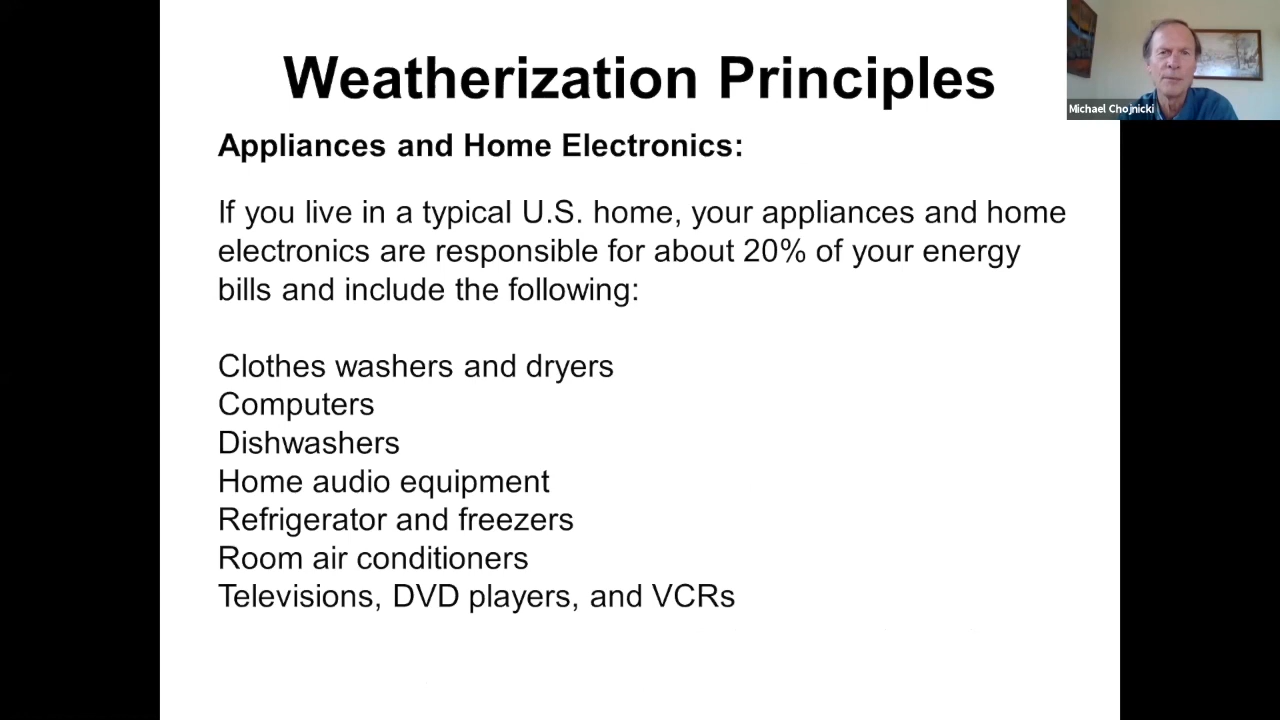 Weatherization Principles
Michael Chojnicki
Appliances and Home Electronics:
If you live in a typical U.S. home, your appliances and home
electronics are responsible for about 20% of your energy
bills and include the following:
Clothes washers and dryers
Computers
Dishwashers
Home audio equipment
Refrigerator and freezers
Room air conditioners
Televisions, DVD players, and VCRs